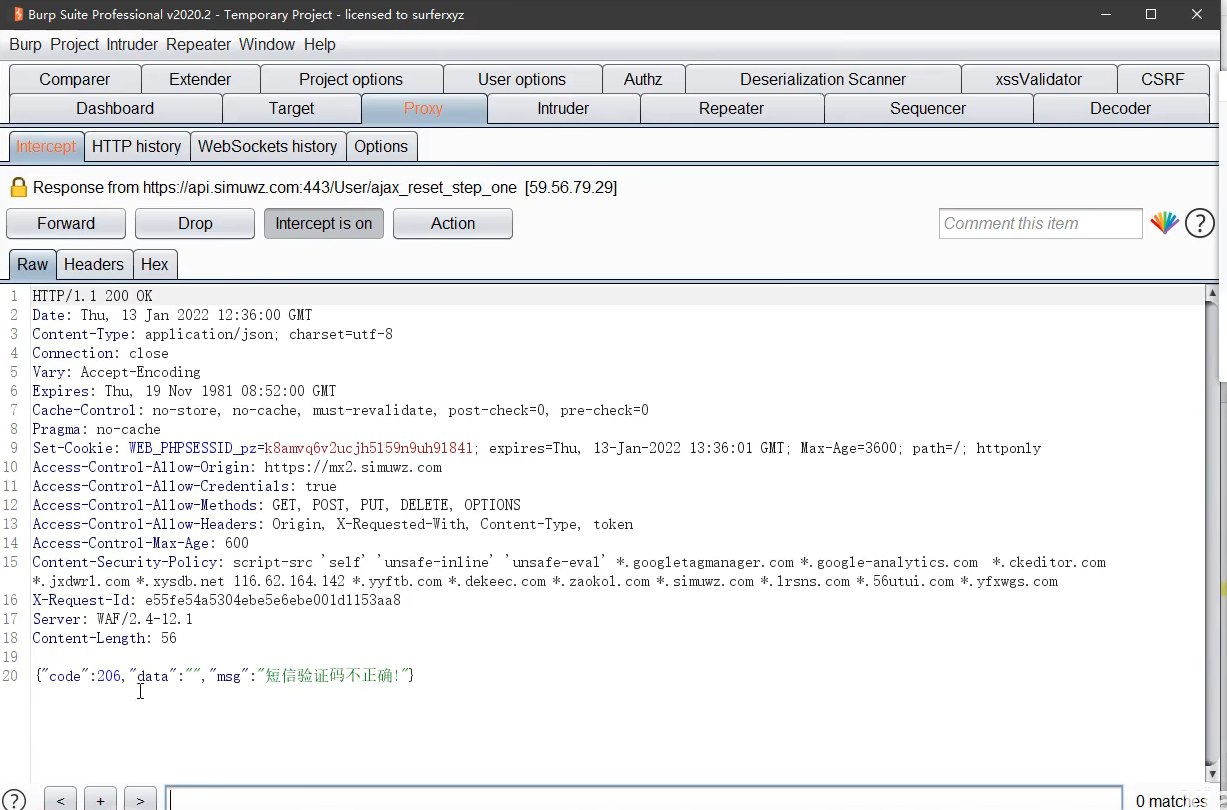 Burp Suite Professional v2020.2 - Temporary Project - licensed to surferxyz
Burp Project Intruder Repeater Window Help
Comparer Extender Project options User options Authz Deserialization Scanner xssValidator CSRF
Dashboard Target Proxy Intruder Repeater Sequencer Decoder
Intercept HTTP history WebSockets history Options
Response from https://api.simuwz.com:443/User/ajax_reset_step_one [59.56.79.29]
Forward Drop Intercept is on Action Comment this item ?
Raw Headers Hex
1 HTTP/1.1 200 OK
2 Date: Thu, 13 Jan 2022 12:36:00 GMT
3 Content-Type: application/json; charset=utf-8
4 Connection: close
5 Vary: Accept-Encoding
6 Expires: Thu, 19 Nov 1981 08:52:00 GMT
7 Cache-Control: no-store, no-cache, must-revalidate, post-check=0, pre-check=0
8 Pragma: no-cache
9 Set-Cookie: WEB_PHPSESSID_pz=k8amvq6v2ucjh5159n9uh91841; expires=Thu, 13-Jan-2022 13:36:01 GMT; Max-Age=3600; path=/; httponly
10 Access-Control-Allow-Origin: https://mx2.simuwz.com
11 Access-Control-Allow-Credentials: true
12 Access-Control-Allow-Methods: GET, POST, PUT, DELETE, OPTIONS
13 Access-Control-Allow-Headers: Origin, X-Requested-With, Content-Type, token
14 Access-Control-Max-Age: 600
15 Content-Security-Policy: script-src 'self' 'unsafe-inline' 'unsafe-eval' *.googletagmanager.com *.google-analytics.com *.ckeditor.com
*.jxdwrl.com *.xysdb.net 116.62.164.142 *.yyftb.com *.dekeec.com *.zaokol.com *.simuwz.com *.lrsns.com *.56utui.com *.yfxwgs.com
16 X-Request-Id: e55fe54a5304ebe5e6ebe001d1153aa8
17 Server: WAF/2.4-12.1
18 Content-Length: 56
19
20 {"code":206,"data":"","msg":"短信验证码不正确!"}
? < + > 0 matches